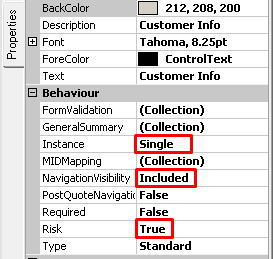 Properties
BackColor 212, 208, 200
Description Customer Info
Font Tahoma, 8.25pt
ForeColor ControlText
Text Customer Info
Behaviour
FormValidation (Collection)
GeneralSummary (Collection)
Instance Single
MIDMapping (Collection)
NavigationVisibility Included
PostQuoteNavigatio False
Required False
Risk True
Type Standard